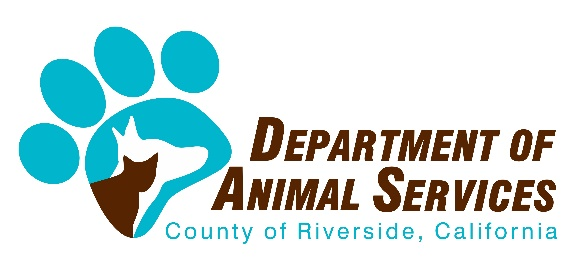 DEPARTMENT OF
ANIMAL SERVICES
County of Riverside, California